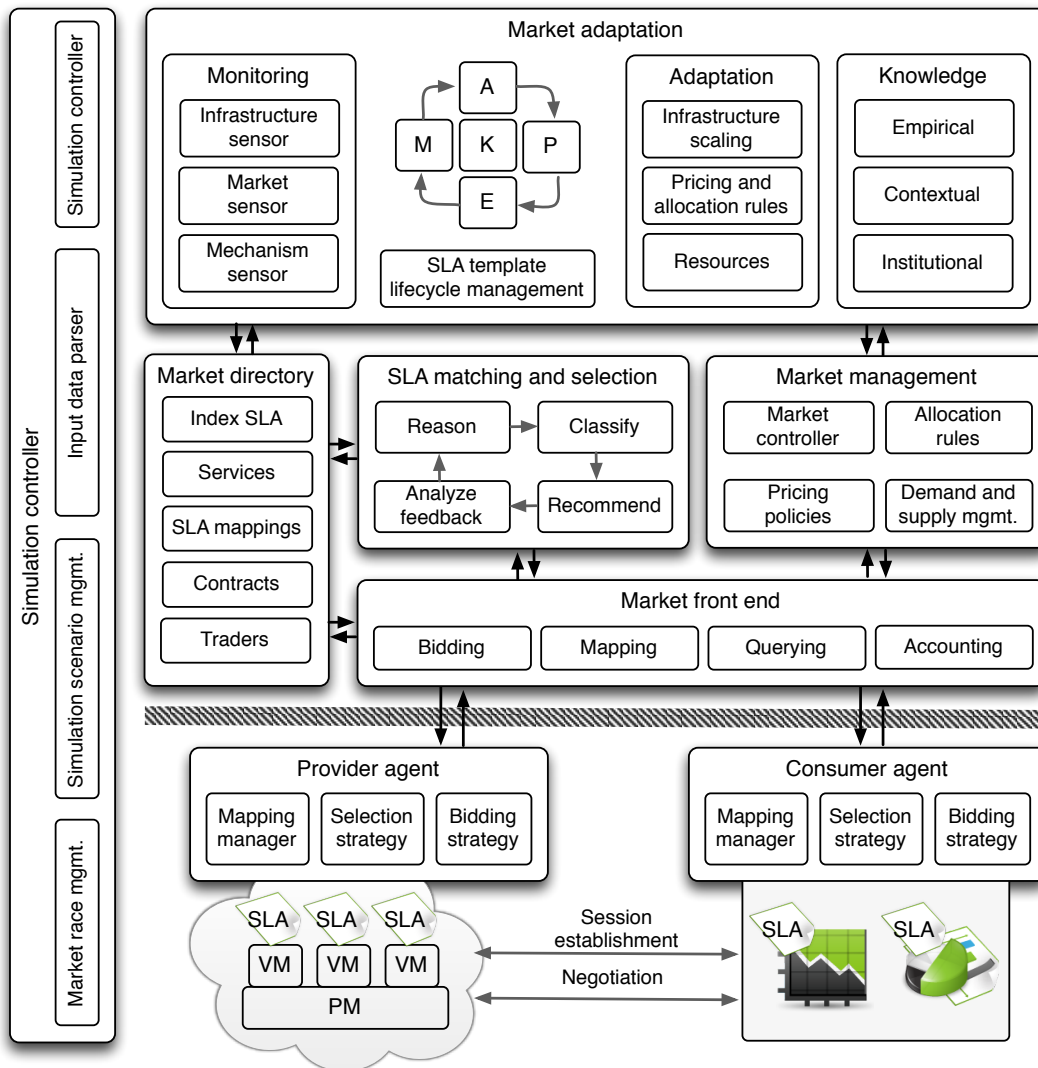 Simulation controller
Simulation controller
Input data parser
Simulation scenario mgmt.
Market race mgmt.
Market adaptation
Monitoring
Infrastructure
sensor
Market
sensor
Mechanism
sensor
A
M
K
P
E
SLA template
lifecycle management
Adaptation
Infrastructure
scaling
Pricing and
allocation rules
Resources
Knowledge
Empirical
Contextual
Institutional
Market directory
Index SLA
Services
SLA mappings
Contracts
Traders
SLA matching and selection
Reason
Classify
Analyze
feedback
Recommend
Market management
Market
controller
Allocation
rules
Pricing
policies
Demand and
supply mgmt.
Market front end
Bidding
Mapping
Querying
Accounting
Provider agent
Mapping
manager
Selection
strategy
Bidding
strategy
Consumer agent
Mapping
manager
Selection
strategy
Bidding
strategy
SLA
SLA
SLA
VM
VM
VM
PM
Session
establishment
Negotiation
SLA
SLA